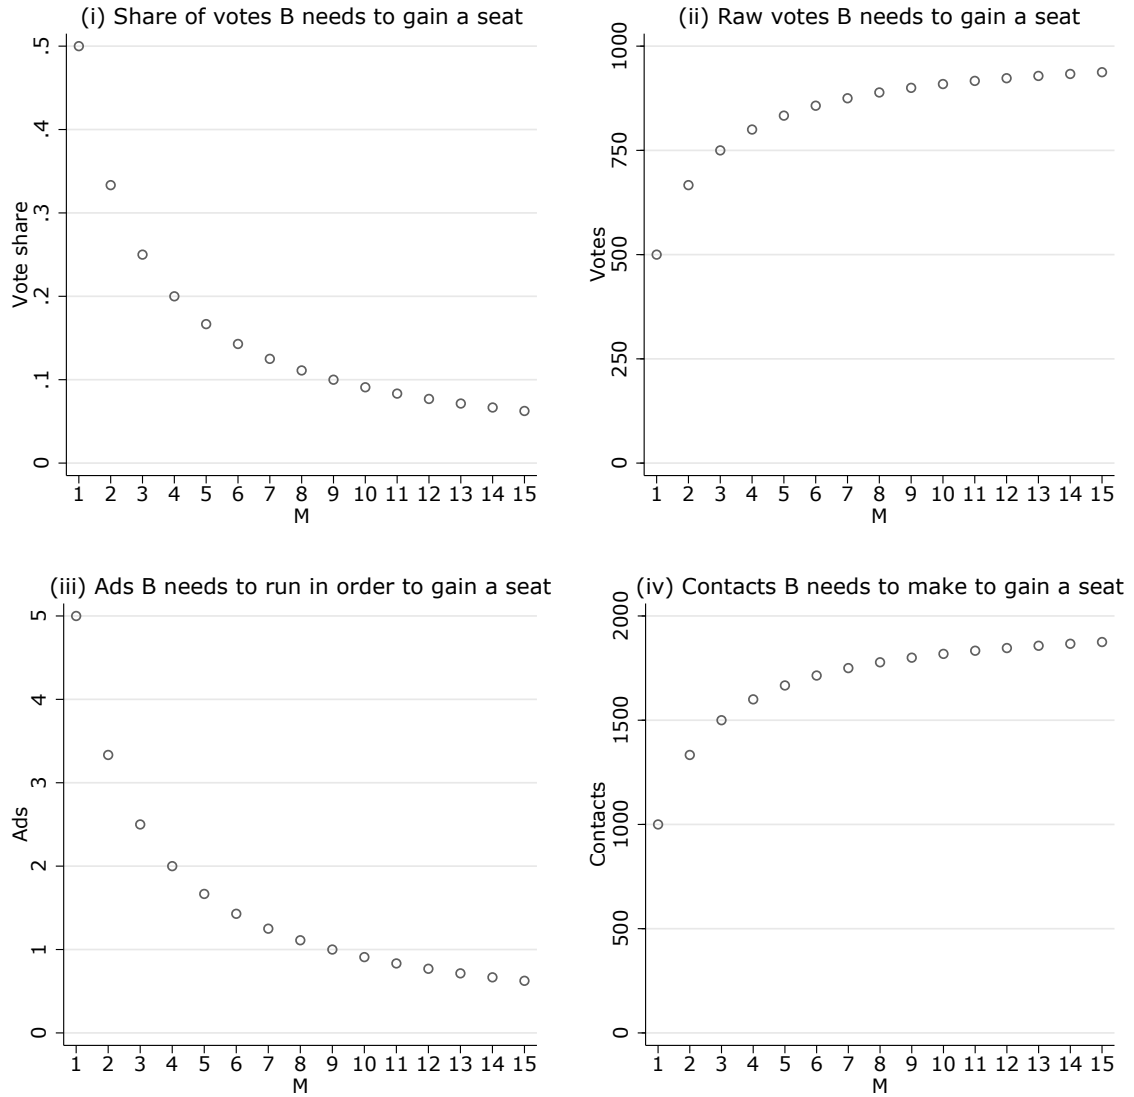 (i) Share of votes B needs to gain a seat
Vote share
.5
.4
.3
.2
.1
0
1 2 3 4 5 6 7 8 9 10 11 12 13 14 15
M
(ii) Raw votes B needs to gain a seat
Votes
1000
750
500
250
0
1 2 3 4 5 6 7 8 9 10 11 12 13 14 15
M
(iii) Ads B needs to run in order to gain a seat
Ads
5
4
3
2
1
0
1 2 3 4 5 6 7 8 9 10 11 12 13 14 15
M
(iv) Contacts B needs to make to gain a seat
Contacts
2000
1500
1000
500
0
1 2 3 4 5 6 7 8 9 10 11 12 13 14 15
M